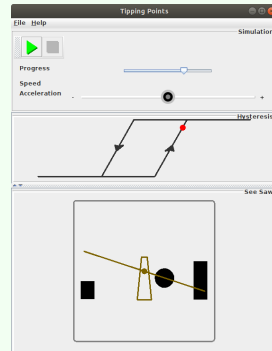 Tipping Points
File Help
Simulation
Progress
Speed
Acceleration
- +
Hysteresis
See Saw